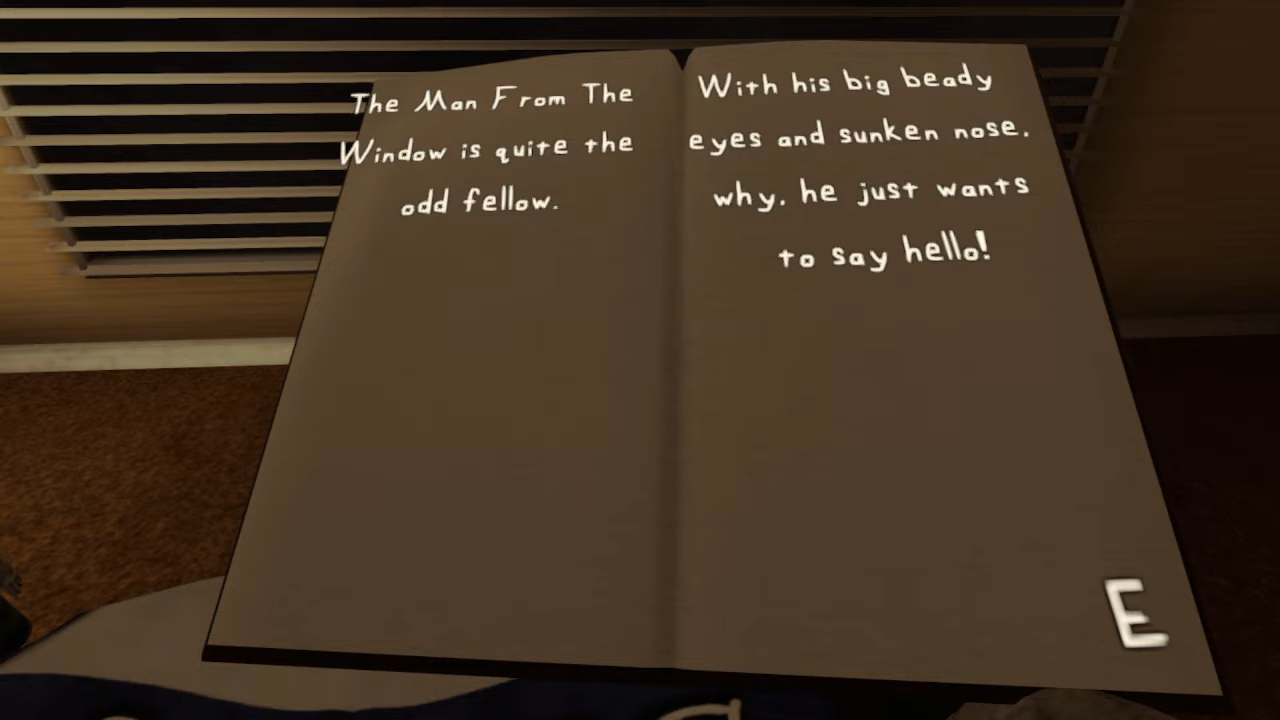 The Man From The
Window is quite the
odd fellow.
With his big beady
eyes and sunken nose.
why. he just wants
to say hello!
E